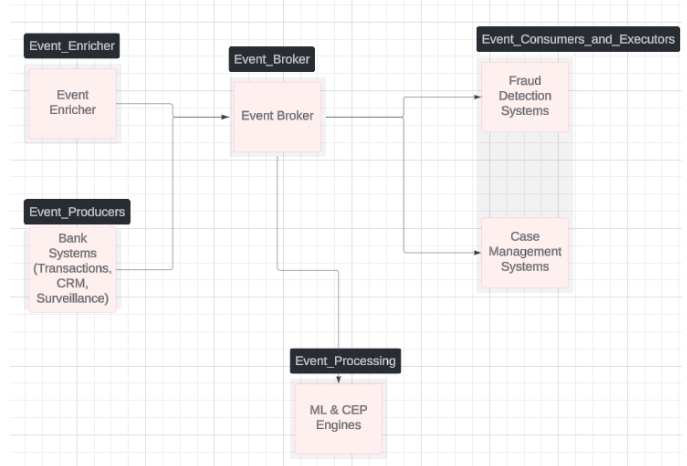 Event_Enricher
Event
Enricher
Event_Broker
Event Broker
Event_Consumers_and_Executors
Fraud
Detection
Systems
Event_Producers
Bank
Systems
(Transactions,
CRM,
Surveillance)
Case
Management
Systems
Event_Processing
ML & CEP
Engines